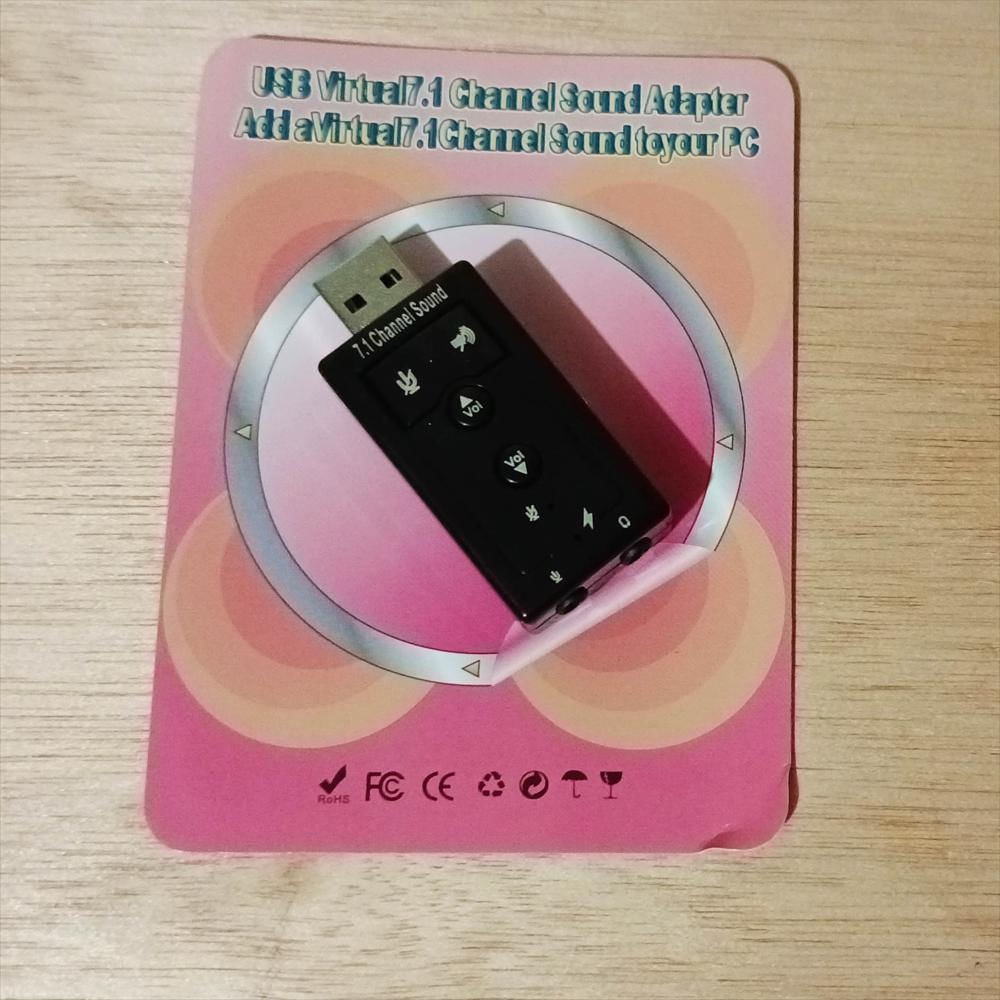 USB Virtual7.1 Channel Sound Adapter
Add aVirtual7.1Channel Sound toyour PC
7.1 Channel Sound
Vol
Vol
RoHS FC CE